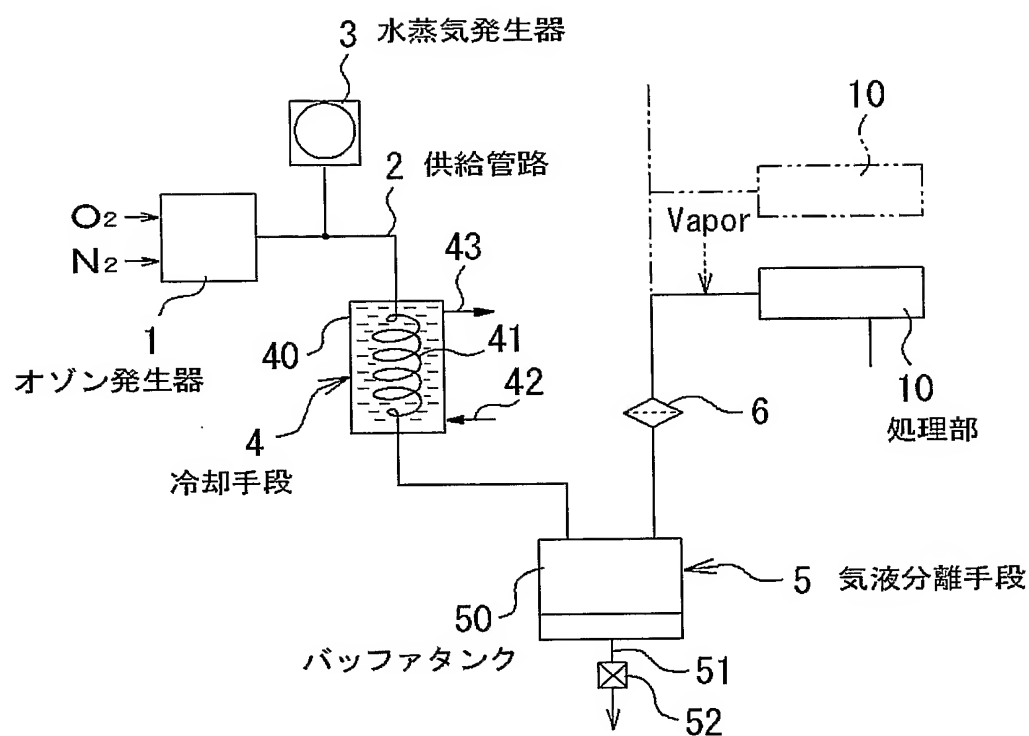 3 水蒸気発生器
10
2 供給管路
O2
Vapor
N2
43
1
40
41
オゾン発生器
42
10
6
処理部
4
冷却手段
5 気液分離手段
50
バッファタンク
51
52